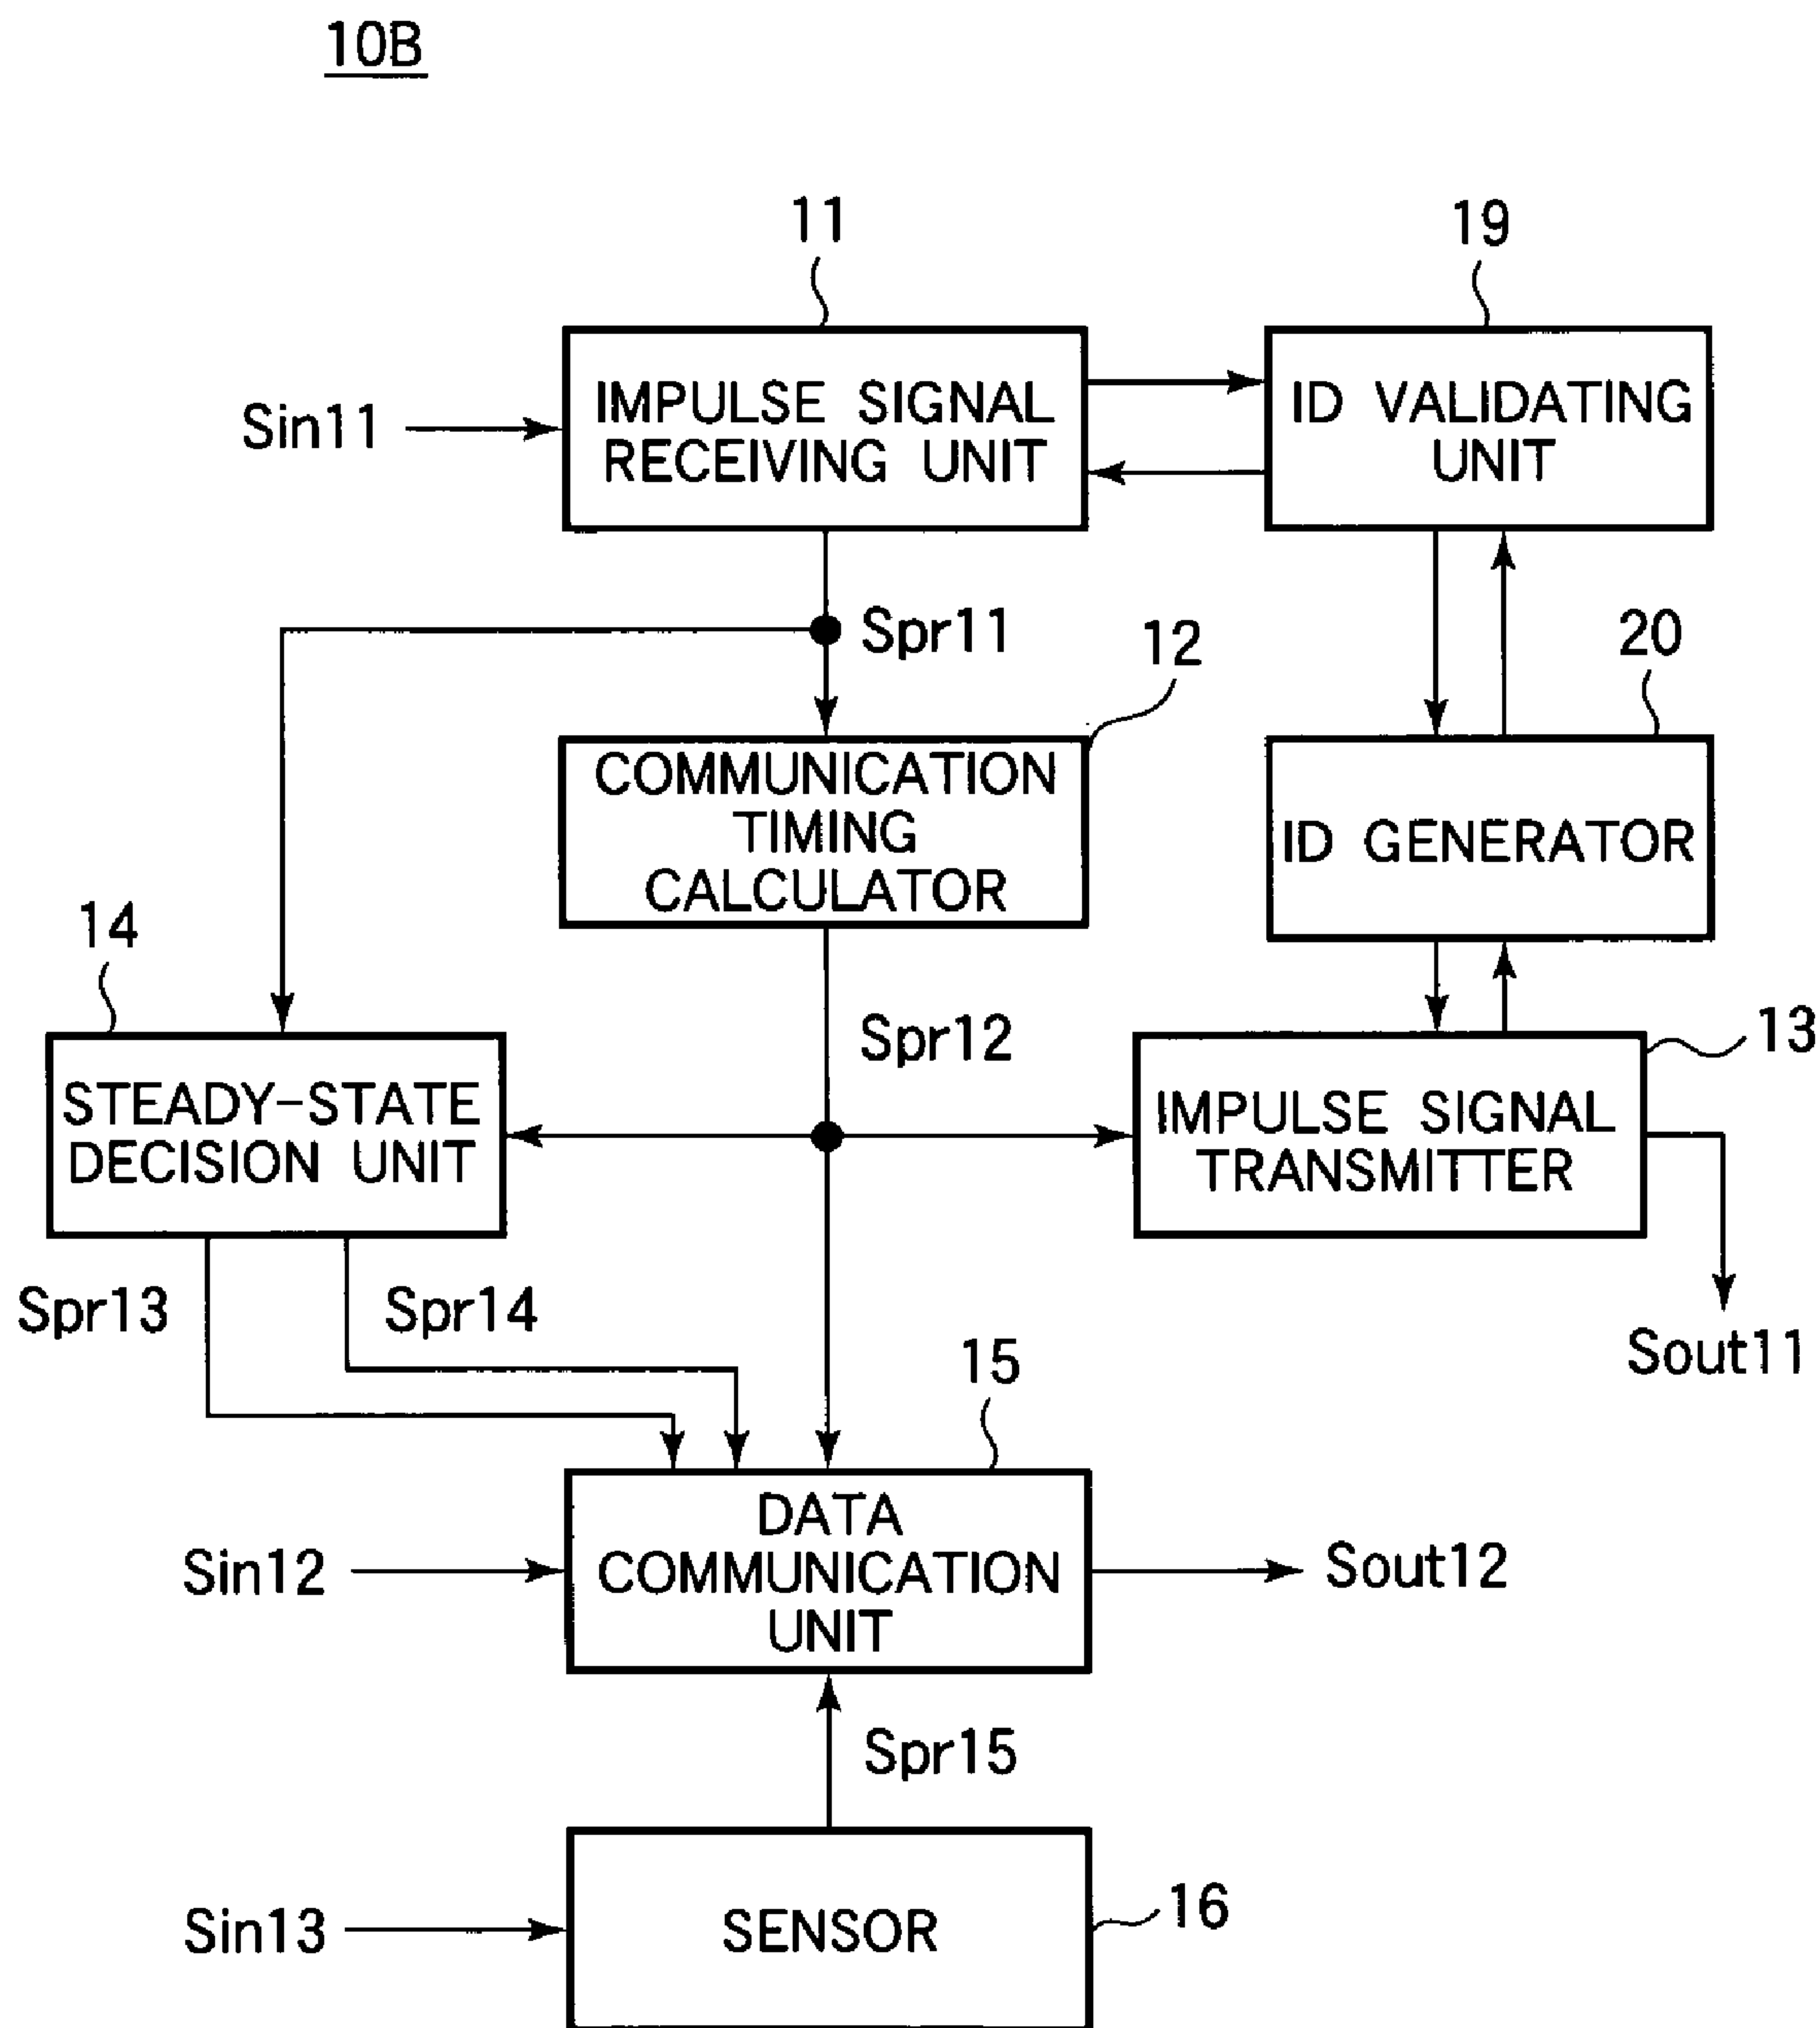 10B
11
19
Sin11
IMPULSE SIGNAL
RECEIVING UNIT
ID VALIDATING
UNIT
Spr11
12
20
COMMUNICATION
TIMING
CALCULATOR
ID GENERATOR
14
Spr12
13
STEADY-STATE
DECISION UNIT
IMPULSE SIGNAL
TRANSMITTER
Spr13
Spr14
Sout11
15
Sin12
DATA
COMMUNICATION
UNIT
Sout12
Spr15
Sin13
SENSOR
16